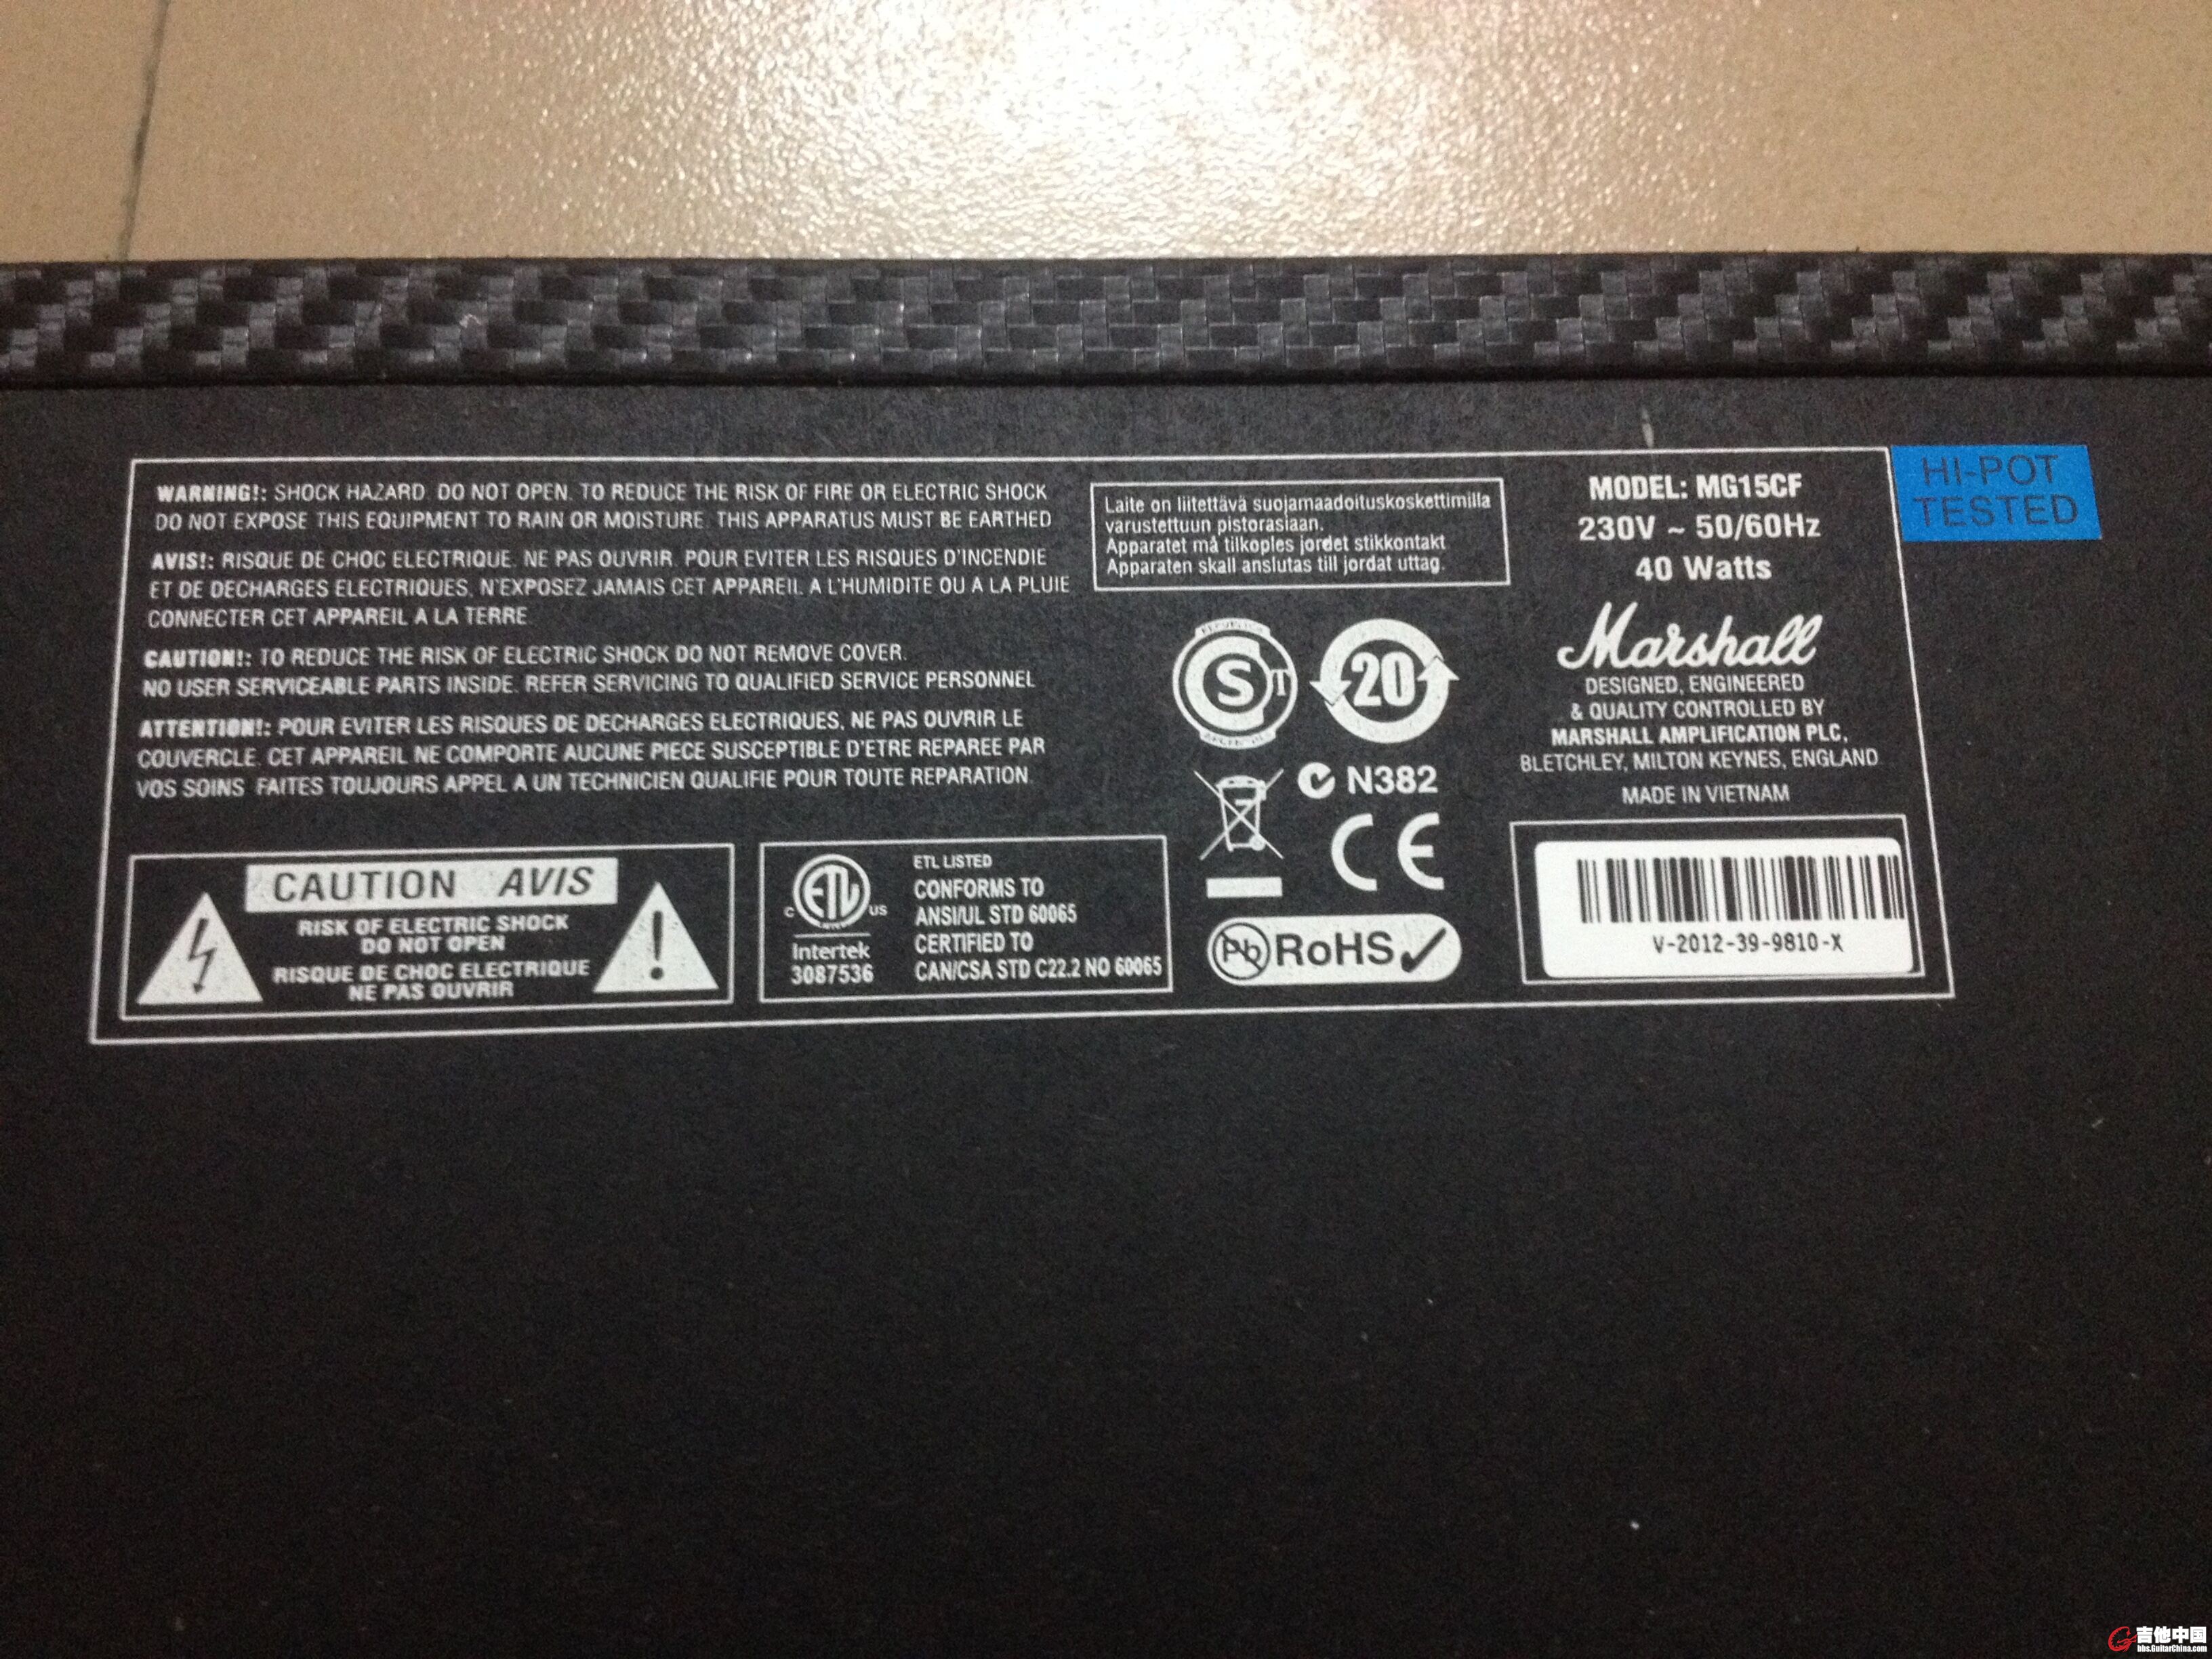 WARNING!: SHOCK HAZARD. DO NOT OPEN. TO REDUCE THE RISK OF FIRE OR ELECTRIC SHOCK
DO NOT EXPOSE THIS EQUIPMENT TO RAIN OR MOISTURE. THIS APPARATUS MUST BE EARTHED
AVIS!: RISQUE DE CHOC ELECTRIQUE. NE PAS OUVRIR. POUR EVITER LES RISQUES D'INCENDIE
ET DE DECHARGES ELECTRIQUES, N'EXPOSEZ JAMAIS CET APPAREIL A L'HUMIDITE OU A LA PLUIE
CONNECTER CET APPAREIL A LA TERRE
CAUTION!: TO REDUCE THE RISK OF ELECTRIC SHOCK DO NOT REMOVE COVER.
NO USER SERVICEABLE PARTS INSIDE. REFER SERVICING TO QUALIFIED SERVICE PERSONNEL
ATTENTION!: POUR EVITER LES RISQUES DE DECHARGES ELECTRIQUES, NE PAS OUVRIR LE
COUVERCLE. CET APPAREIL NE COMPORTE AUCUNE PIECE SUSCEPTIBLE D'ETRE REPAREE PAR
VOS SOINS. FAITES TOUJOURS APPEL A UN TECHNICIEN QUALIFIE POUR TOUTE REPARATION.
CAUTION AVIS
RISK OF ELECTRIC SHOCK
DO NOT OPEN
RISQUE DE CHOC ELECTRIQUE
NE PAS OUVRIR
C ETL US
Intertek
3087536
ETL LISTED
CONFORMS TO
ANSI/UL STD 60065
CERTIFIED TO
CAN/CSA STD C22.2 NO 60065
Laite on liitettävä suojamaadoituskoskettimilla
varustettuun pistorasiaan.
Apparatet må tilkoples jordet stikkontakt
Apparaten skall anslutas till jordat uttag.
S T
20
N382
CE
Pb RoHS
MODEL: MG15CF
230V ~ 50/60Hz
40 Watts
Marshall
DESIGNED, ENGINEERED
& QUALITY CONTROLLED BY
MARSHALL AMPLIFICATION PLC,
BLETCHLEY, MILTON KEYNES, ENGLAND
MADE IN VIETNAM
V-2012-39-9810-X
HI-POT
TESTED
吉他中国
bbs.GuitarChina.com